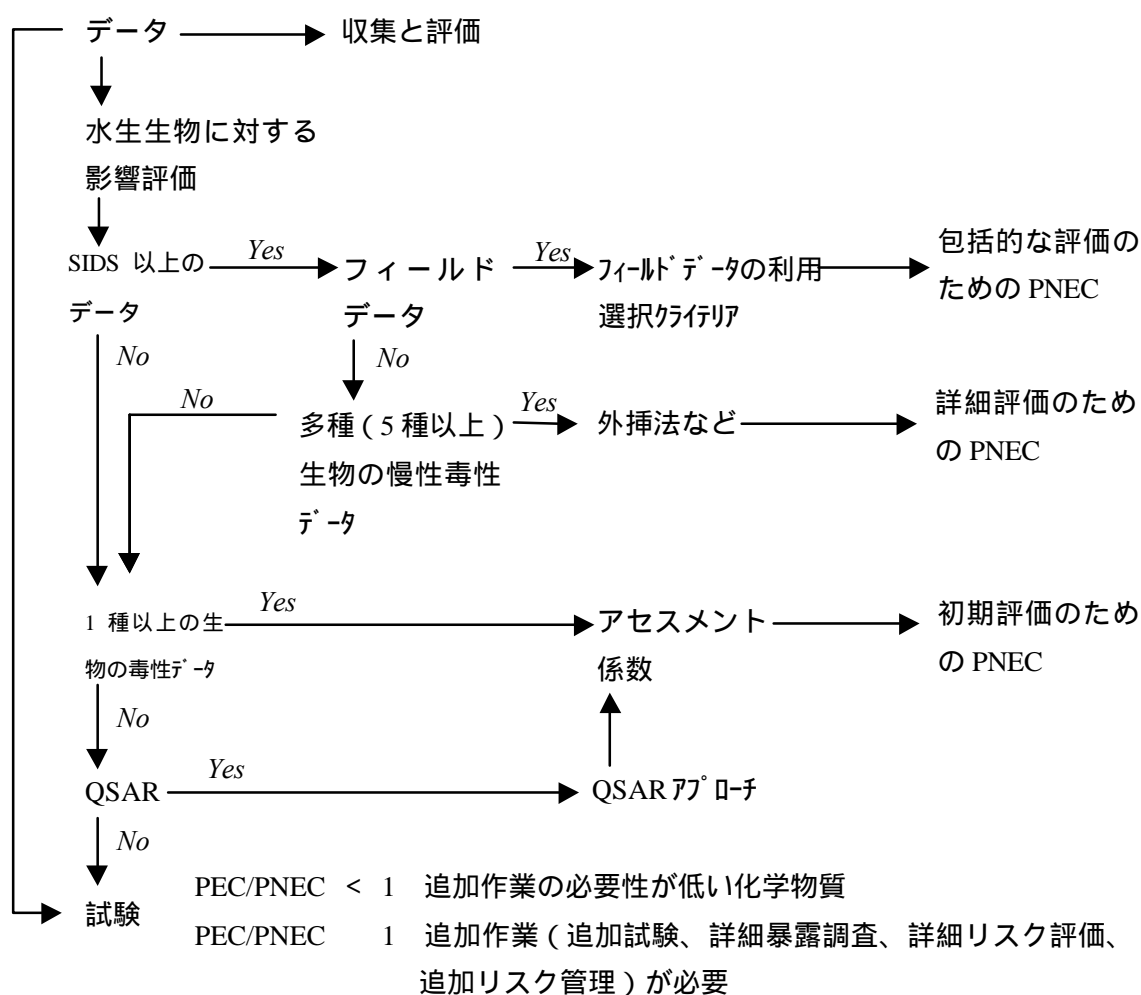 データ 収集と評価
水生生物に対する
影響評価
SIDS 以上の Yes フィールド Yes フィールドデータの利用 包括的な評価の
データ データ 選択クライテリア ための PNEC
No No
No 多種(5種以上) Yes 外挿法など 詳細評価のため
生物の慢性毒性 の PNEC
データ
1 種以上の生 Yes アセスメント 初期評価のため
物の毒性データ 係数 の PNEC
No
QSAR Yes QSARアプローチ
No
試験
PEC/PNEC < 1 追加作業の必要性が低い化学物質
PEC/PNEC 1 追加作業(追加試験、詳細暴露調査、詳細リスク評価、
追加リスク管理)が必要